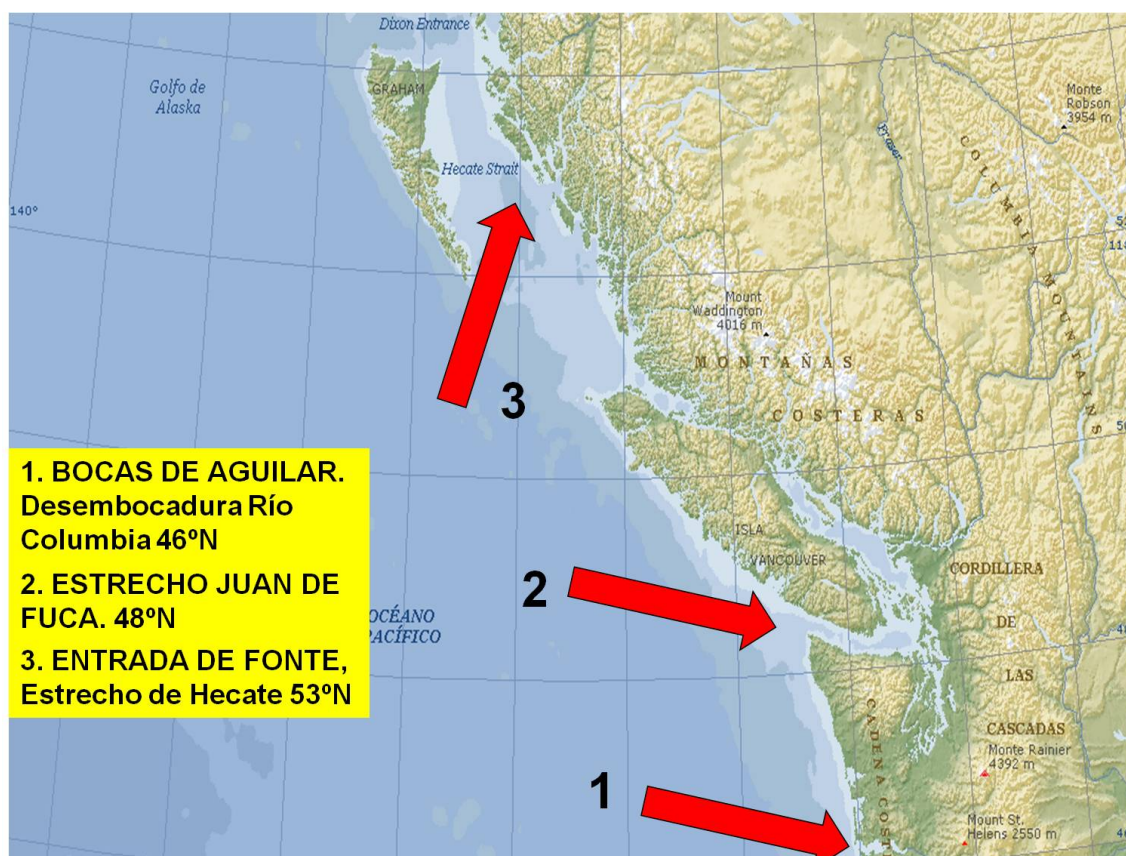 Dixon Entrance
Golfo de
Alaska
GRAHAM
Monte
Robson
3954 m
Fraser
COLUMBIA MOUNTAINS
Hecate Strait
140°
118
Mount
Waddington
4016 m
MONTAÑAS
COSTERAS
3
1. BOCAS DE AGUILAR.
Desembocadura Río
Columbia 46ºN
2. ESTRECHO JUAN DE
FUCA. 48ºN
3. ENTRADA DE FONTE,
Estrecho de Hecate 53ºN
ISLA
VANCOUVER
2
CORDILLERA
DE
LAS
CASCADAS
OCÉANO
PACÍFICO
Monte Rainier
4392 m
CADENA COST
1
Mount St.
Helens 2550 m